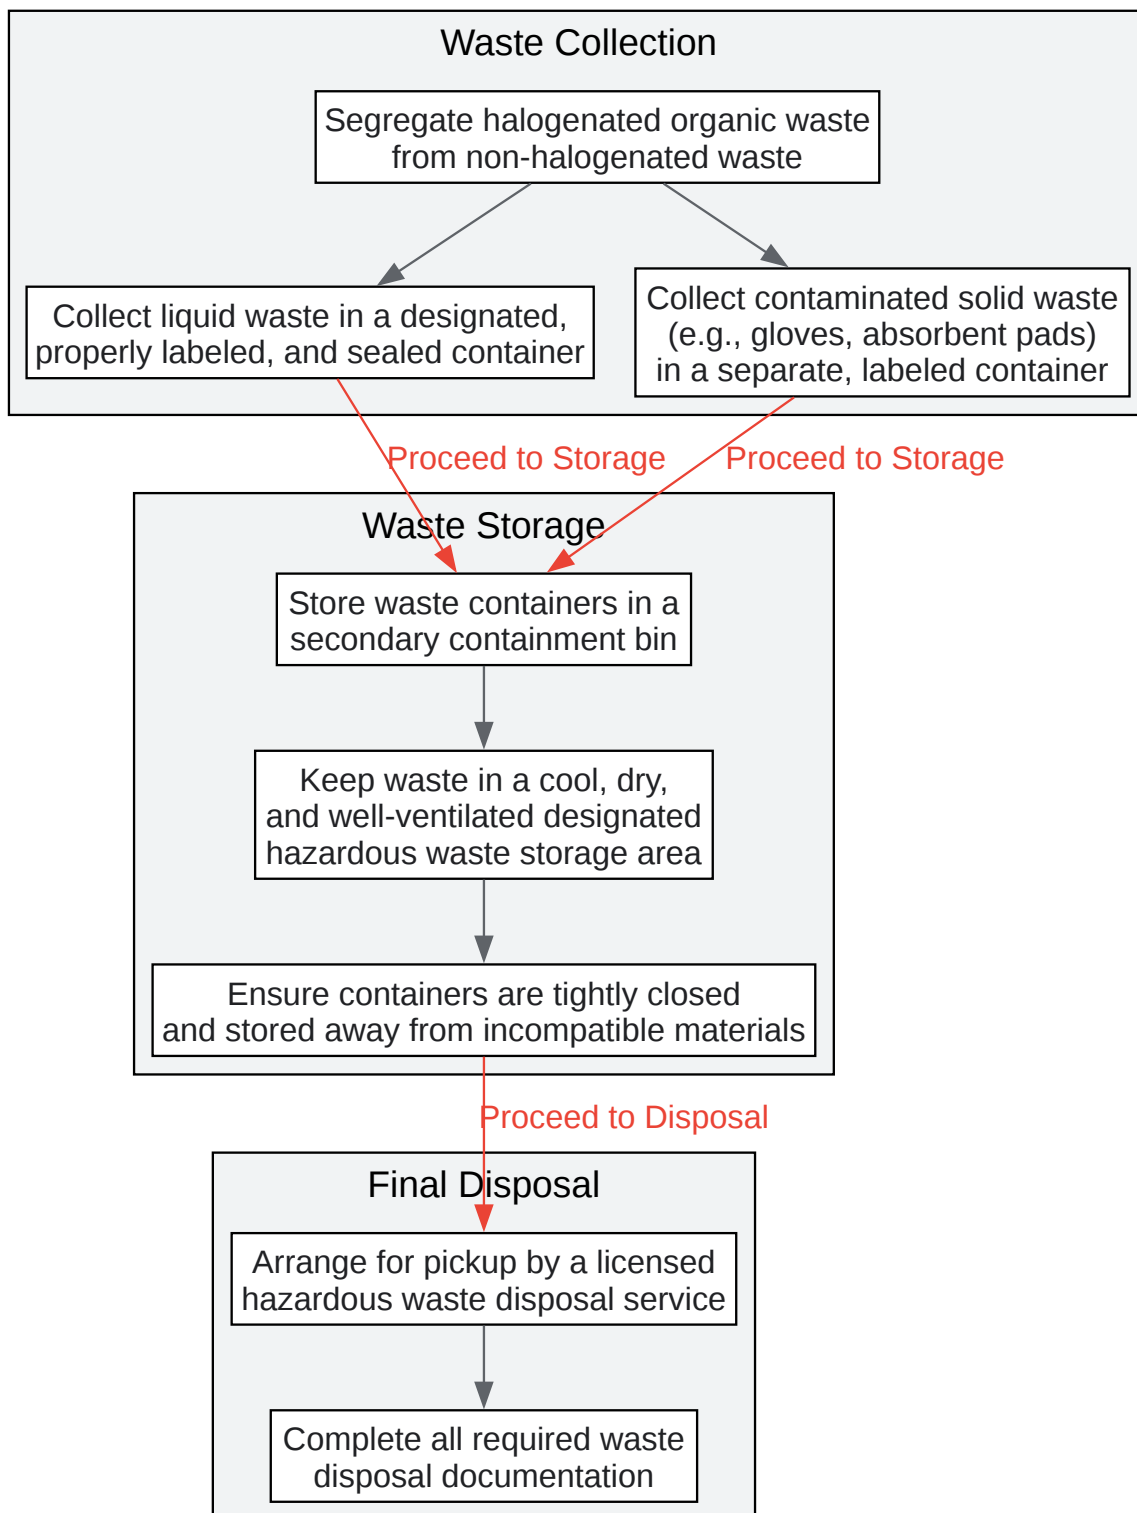 Waste Collection
Segregate halogenated organic waste
from non-halogenated waste
Collect liquid waste in a designated,
properly labeled, and sealed container
Collect contaminated solid waste
(e.g., gloves, absorbent pads)
in a separate, labeled container
Proceed to Storage
Proceed to Storage
Waste Storage
Store waste containers in a
secondary containment bin
Keep waste in a cool, dry,
and well-ventilated designated
hazardous waste storage area
Ensure containers are tightly closed
and stored away from incompatible materials
Proceed to Disposal
Final Disposal
Arrange for pickup by a licensed
hazardous waste disposal service
Complete all required waste
disposal documentation